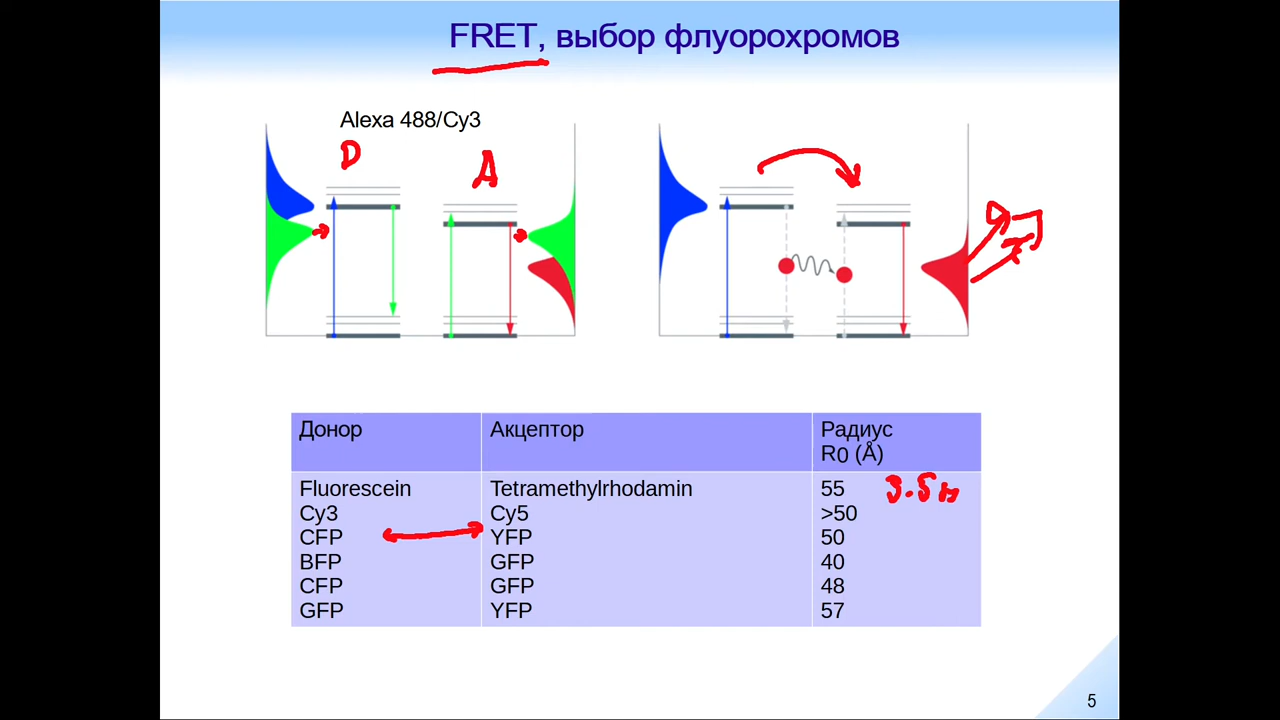 FRET, выбор флуорохромов
Alexa 488/Cy3
D
A
Донор Акцептор Радиус R0 (Å)
Fluorescein Tetramethylrhodamin 55
Cy3 Cy5 >50
CFP YFP 50
BFP GFP 40
CFP GFP 48
GFP YFP 57
5